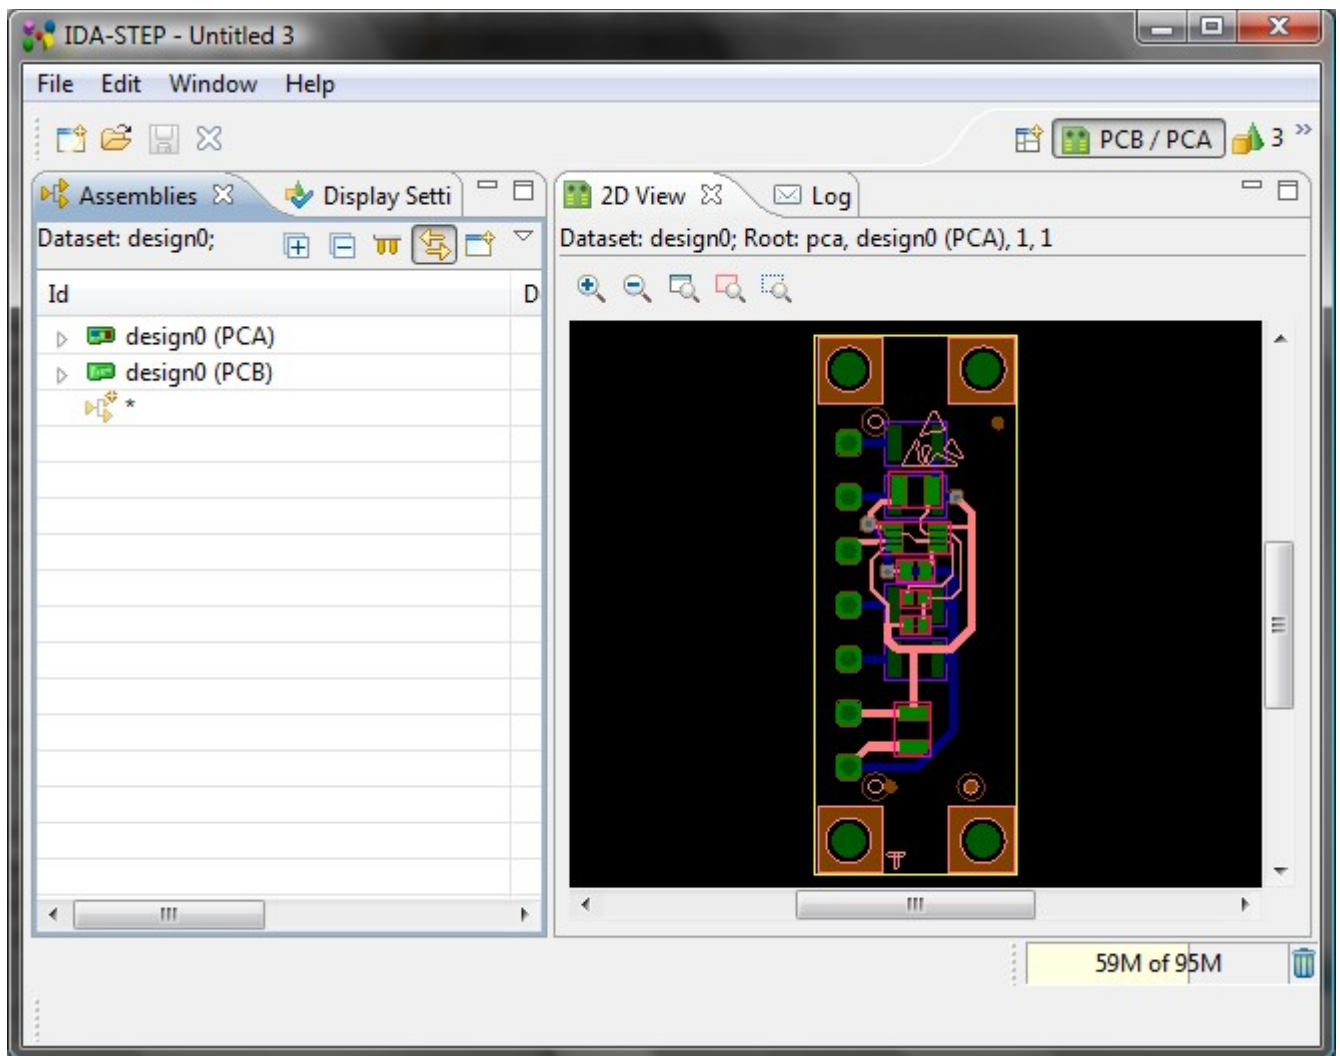 IDA-STEP - Untitled 3
File Edit Window Help
PCB / PCA 3 »
Assemblies Display Setti
2D View Log
Dataset: design0;
Dataset: design0; Root: pca, design0 (PCA), 1, 1
Id D
design0 (PCA)
design0 (PCB)
*
T
59M of 95M